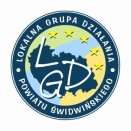 LOKALNA GRUPA DZIAŁANIA
LGD
POWIATU ŚWIDWIŃSKIEGO